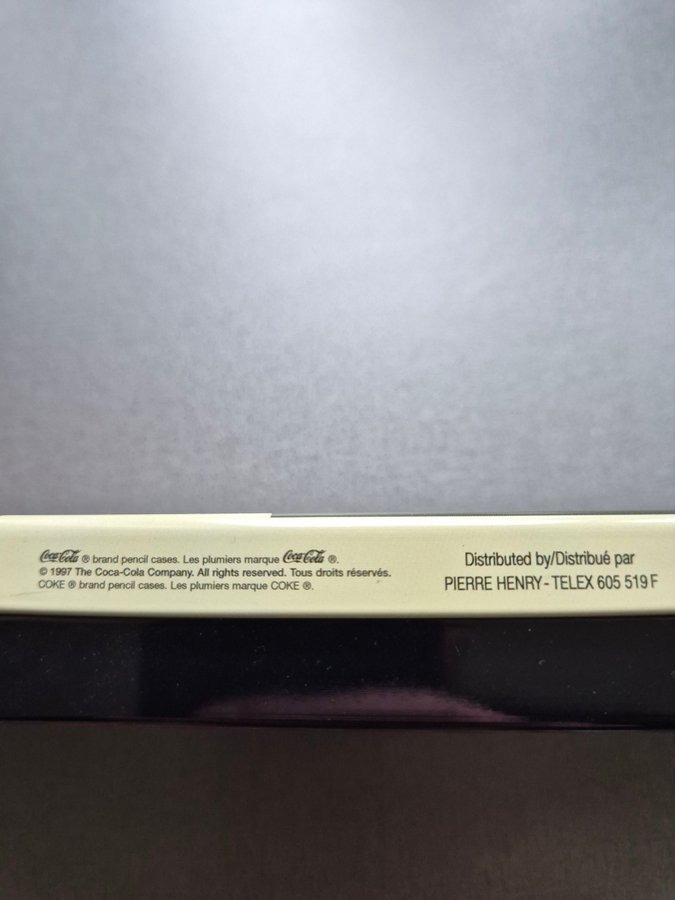 Coca-Cola ® brand pencil cases. Les plumiers marque Coca-Cola ®.
© 1997 The Coca-Cola Company. All rights reserved. Tous droits réservés.
COKE ® brand pencil cases. Les plumiers marque COKE ®.
Distributed by/Distribué par
PIERRE HENRY - TELEX 605 519 F